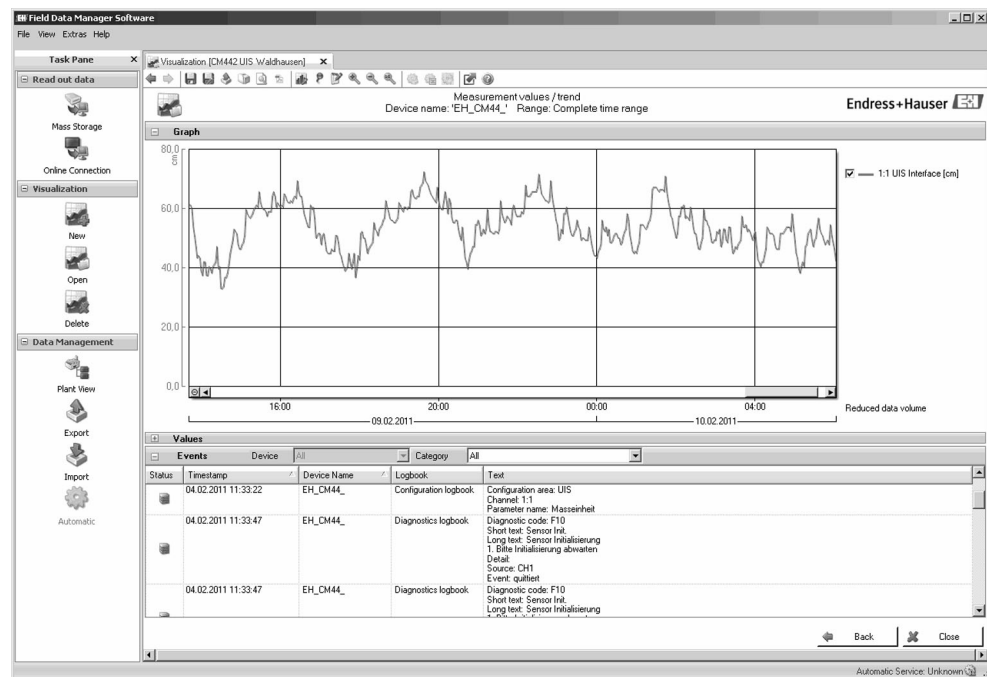 Field Data Manager Software
File View Extras Help
Task Pane
Read out data
Mass Storage
Online Connection
Visualization
New
Open
Delete
Data Management
Plant View
Export
Import
Automatic
Visualization [CM442 UIS Waldhausen]
Measurement values / trend
Device name: 'EH_CM44_' Range: Complete time range
Endress+Hauser EH
Graph
80,0
cm
60,0
40,0
20,0
0,0
16:00 20:00 00:00 04:00
09.02.2011 10.02.2011
1:1 UIS Interface [cm]
Reduced data volume
Values
Events Device All Category All
Status Timestamp Device Name Logbook Text
04.02.2011 11:33:22 EH_CM44_ Configuration logbook Configuration area: UIS
Channel: 1:1
Parameter name: Masseinheit
04.02.2011 11:33:47 EH_CM44_ Diagnostics logbook Diagnostic code: F10
Short text: Sensor Init.
Long text: Sensor Initialisierung
1. Bitte Initialisierung abwarten
Detail:
Source: CH1
Event: quittiert
04.02.2011 11:33:47 EH_CM44_ Diagnostics logbook Diagnostic code: F10
Short text: Sensor Init.
Long text: Sensor Initialisierung
Back Close
Automatic Service: Unknown